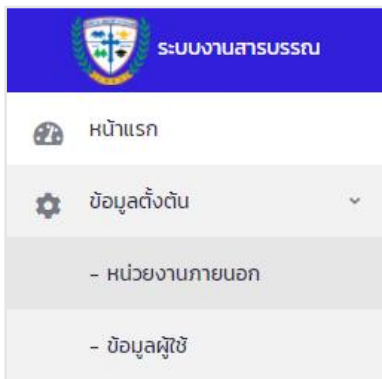 ระบบงานสารบรรณ
หน้าแรก
ข้อมูลตั้งต้น
- หน่วยงานภายนอก
- ข้อมูลผู้ใช้